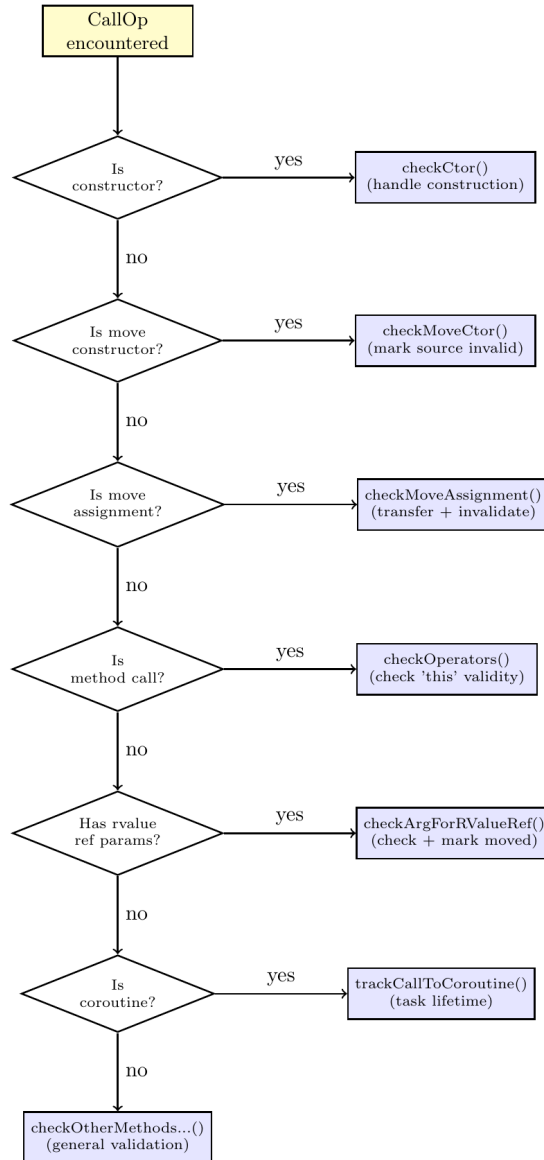 CallOp
encountered
Is
constructor?
yes
checkCtor()
(handle construction)
no
Is move
constructor?
yes
checkMoveCtor()
(mark source invalid)
no
Is move
assignment?
yes
checkMoveAssignment()
(transfer + invalidate)
no
Is
method call?
yes
checkOperators()
(check 'this' validity)
no
Has rvalue
ref params?
yes
checkArgForRValueRef()
(check + mark moved)
no
Is
coroutine?
yes
trackCallToCoroutine()
(task lifetime)
no
checkOtherMethods...()
(general validation)